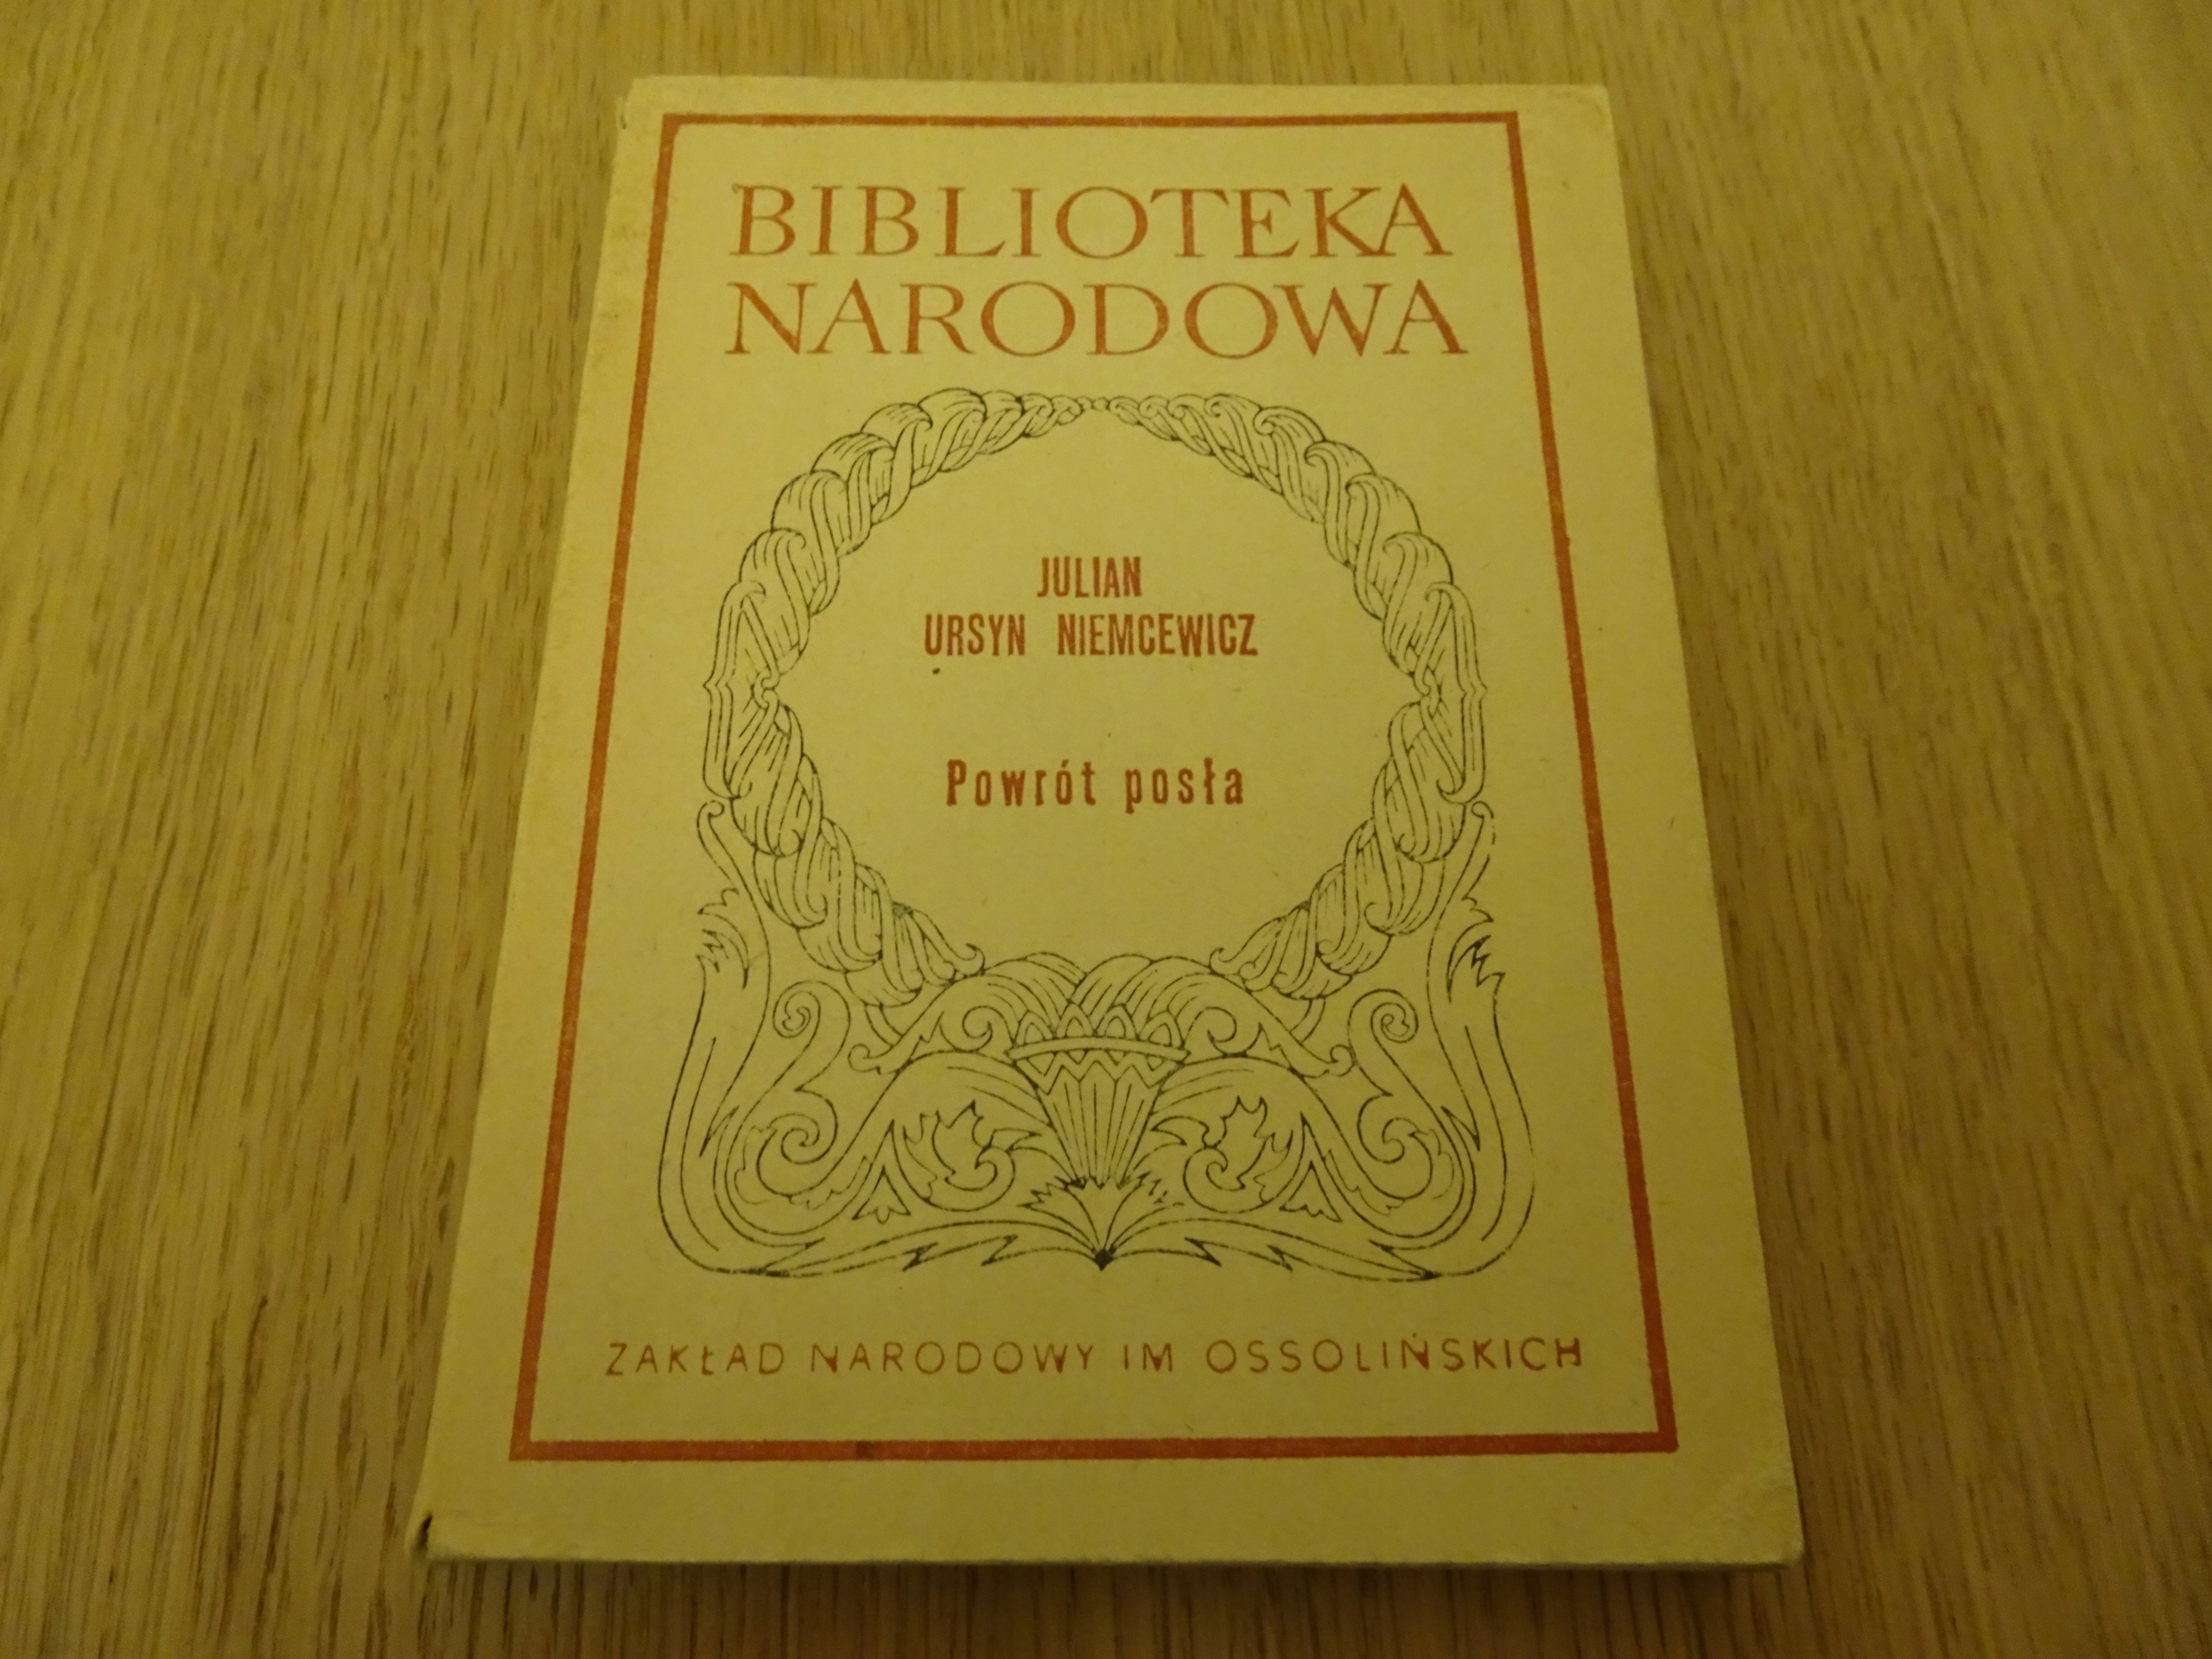 BIBLIOTEKA
NARODOWA
JULIAN
URSYN NIEMCEWICZ
Powrót posła
ZAKŁAD NARODOWY IM OSSOLIŃSKICH